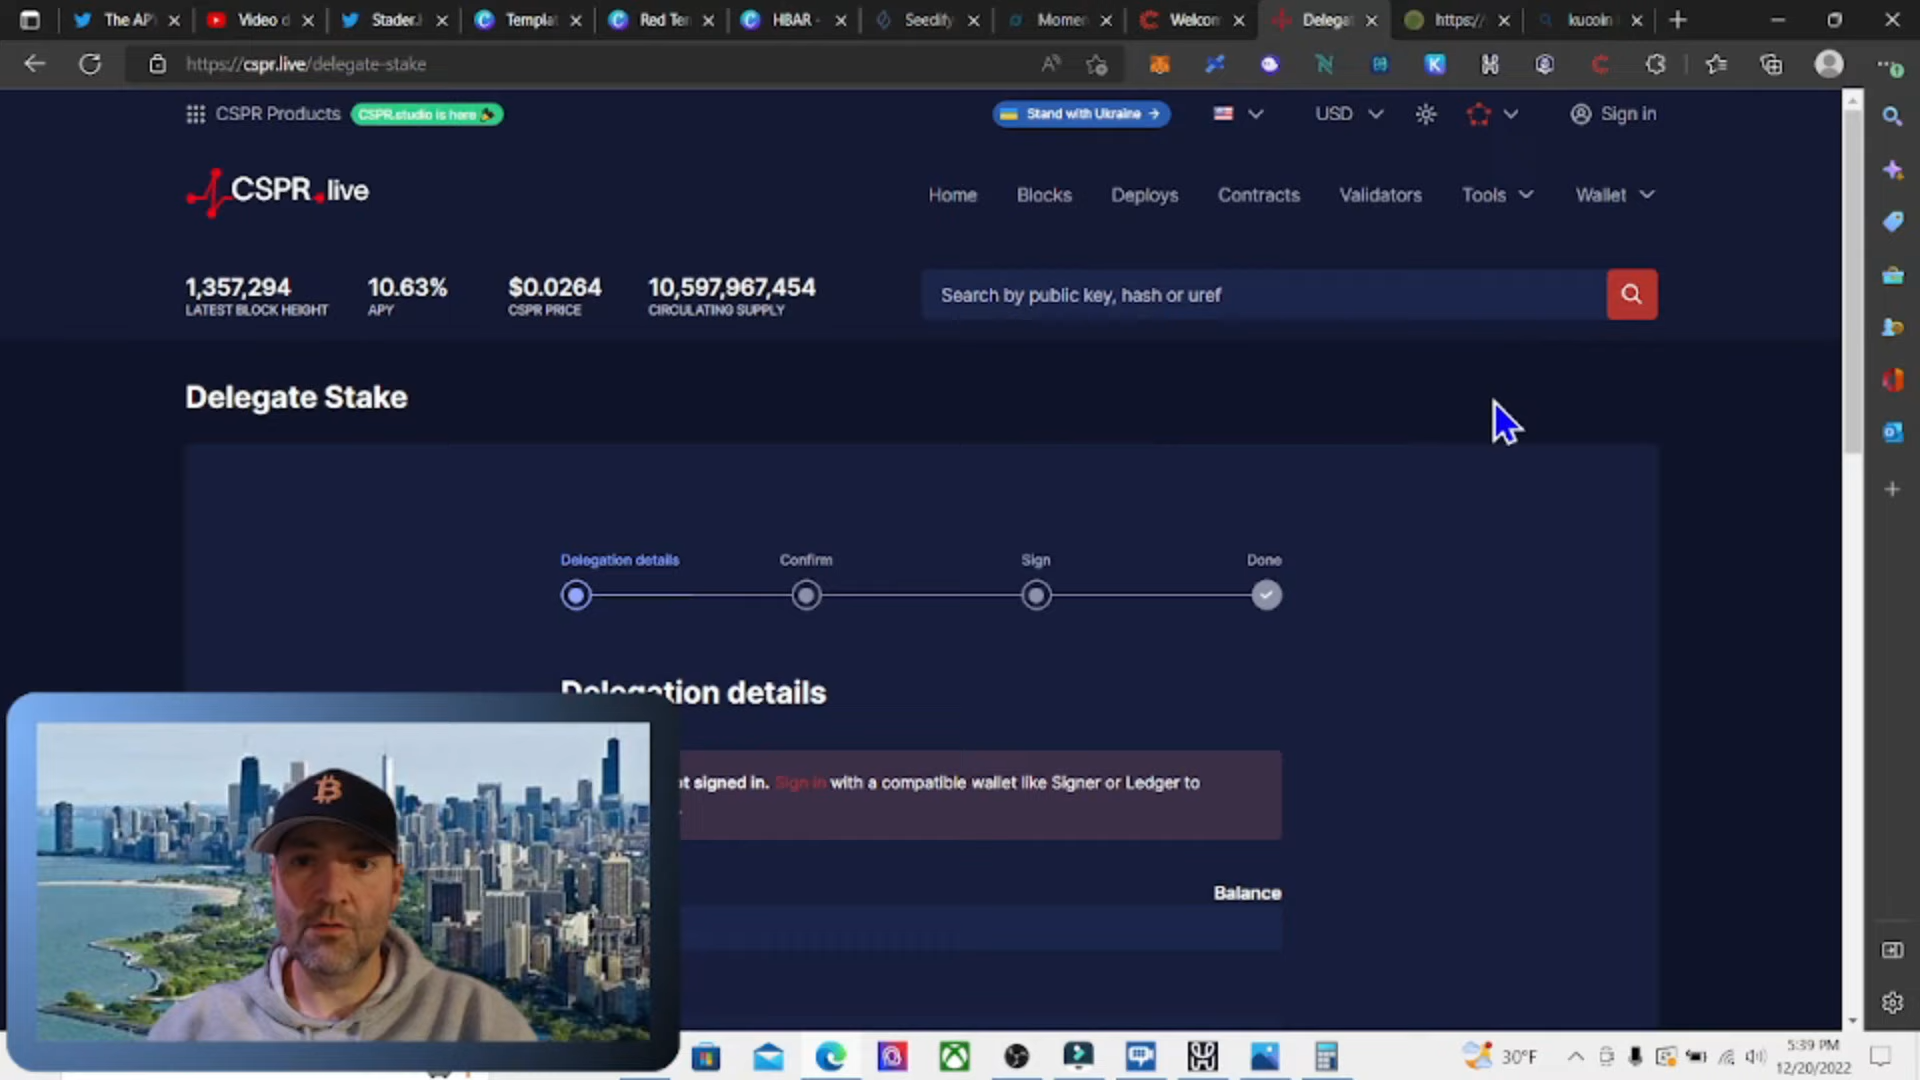 The AP
Video d
Stader.
Templat
Red Ter
HBAR -
Seedify
Momen
Welcom
Delegat
https://
kucoin
https://cspr.live/delegate-stake
CSPR Products
CSPR.studio is here
Stand with Ukraine →
USD
Sign in
CSPR.live
Home
Blocks
Deploys
Contracts
Validators
Tools
Wallet
1,357,294
LATEST BLOCK HEIGHT
10.63%
APY
$0.0264
CSPR PRICE
10,597,967,454
CIRCULATING SUPPLY
Search by public key, hash or uref
Delegate Stake
Delegation details
Confirm
Sign
Done
Delegation details
t signed in. Sign in with a compatible wallet like Signer or Ledger to
Balance
30°F
5:39 PM
12/20/2022